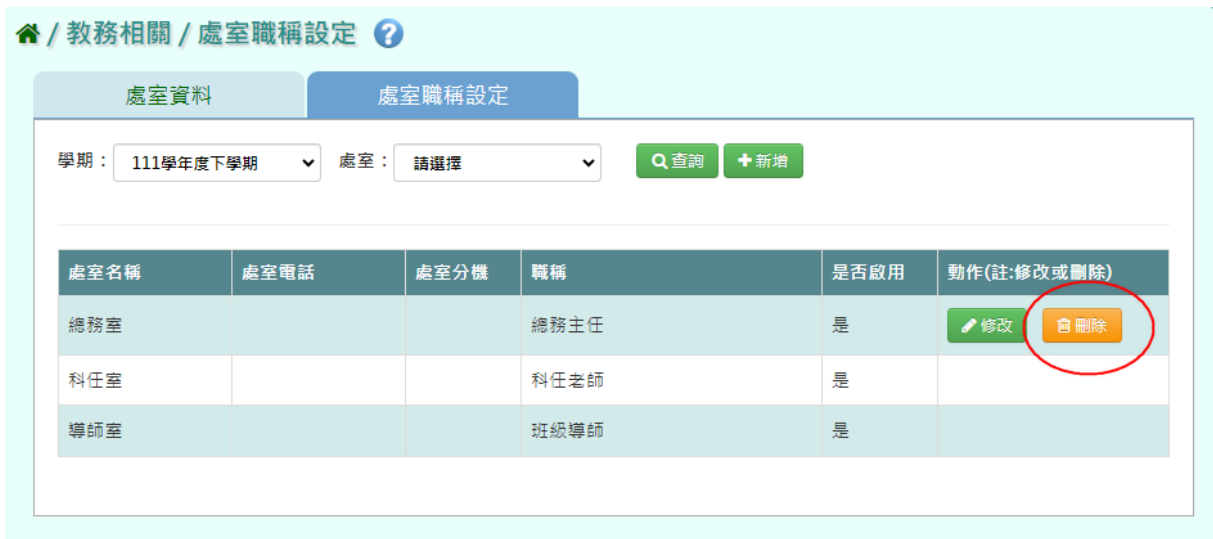 / 教務相關 / 處室職稱設定 ?
處室資料 處室職稱設定
學期： 111學年度下學期 處室： 請選擇 查詢 新增
處室名稱 處室電話 處室分機 職稱 是否啟用 動作(註:修改或刪除)
總務室 總務主任 是 修改 刪除
科任室 科任老師 是
導師室 班級導師 是